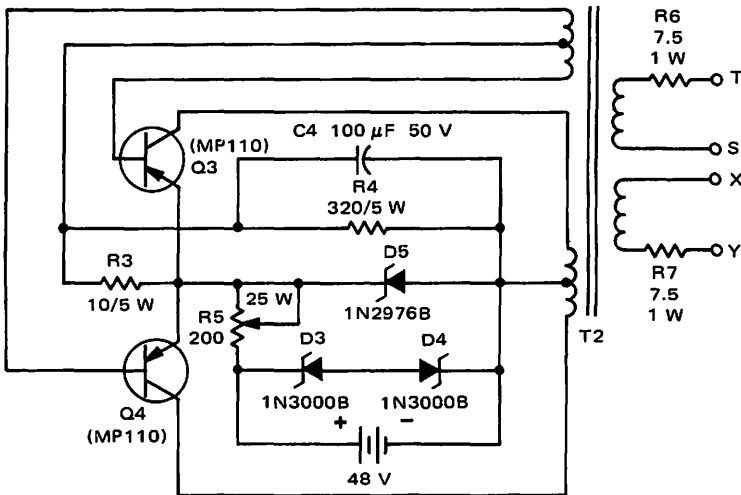 R6
7.5
1 W
T
S
X
Y
R7
7.5
1 W
T2
C4 100 µF 50 V
(MP110)
Q3
R4
320/5 W
R3
10/5 W
D5
1N2976B
25 W
R5
200
D3
1N3000B
D4
1N3000B
Q4
(MP110)
+
−
48 V